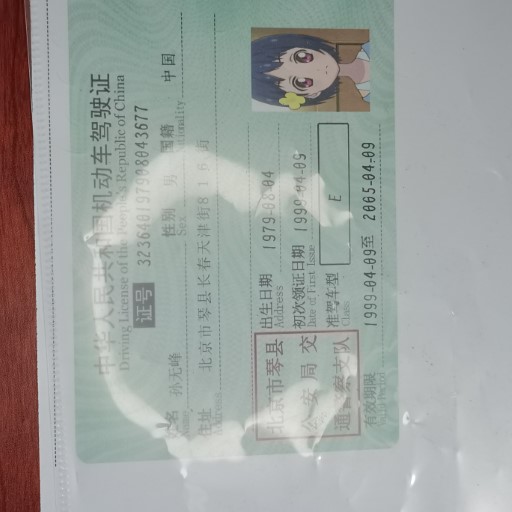 中华人民共和国机动车驾驶证
Driving License of the People's Republic of China
证号 323640197908043677
姓名 孙无峰 性别 男 国籍 中国
Name Sex Nationality
住址 北京市琴县长春天津街816号
Address
出生日期 1979-08-04
Address
初次领证日期 1999-04-09
Date of First Issue
准驾车型 E
Class
北京市琴县
公安局交
通警察支队
有效期限 1999-04-09至 2005-04-09
Valid Period